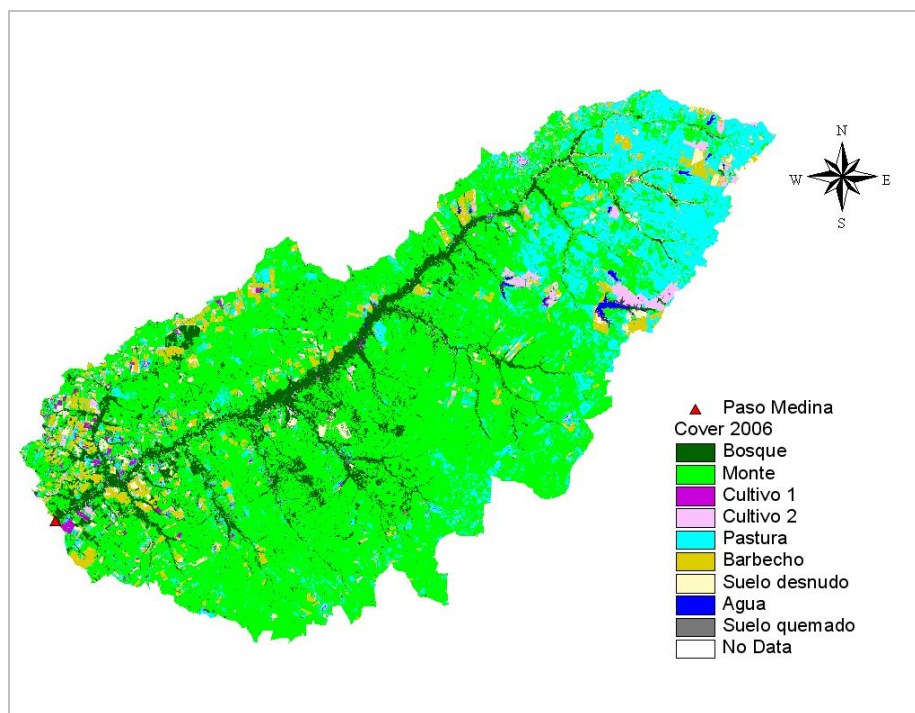 N
W E
S
Paso Medina
Cover 2006
Bosque
Monte
Cultivo 1
Cultivo 2
Pastura
Barbecho
Suelo desnudo
Agua
Suelo quemado
No Data